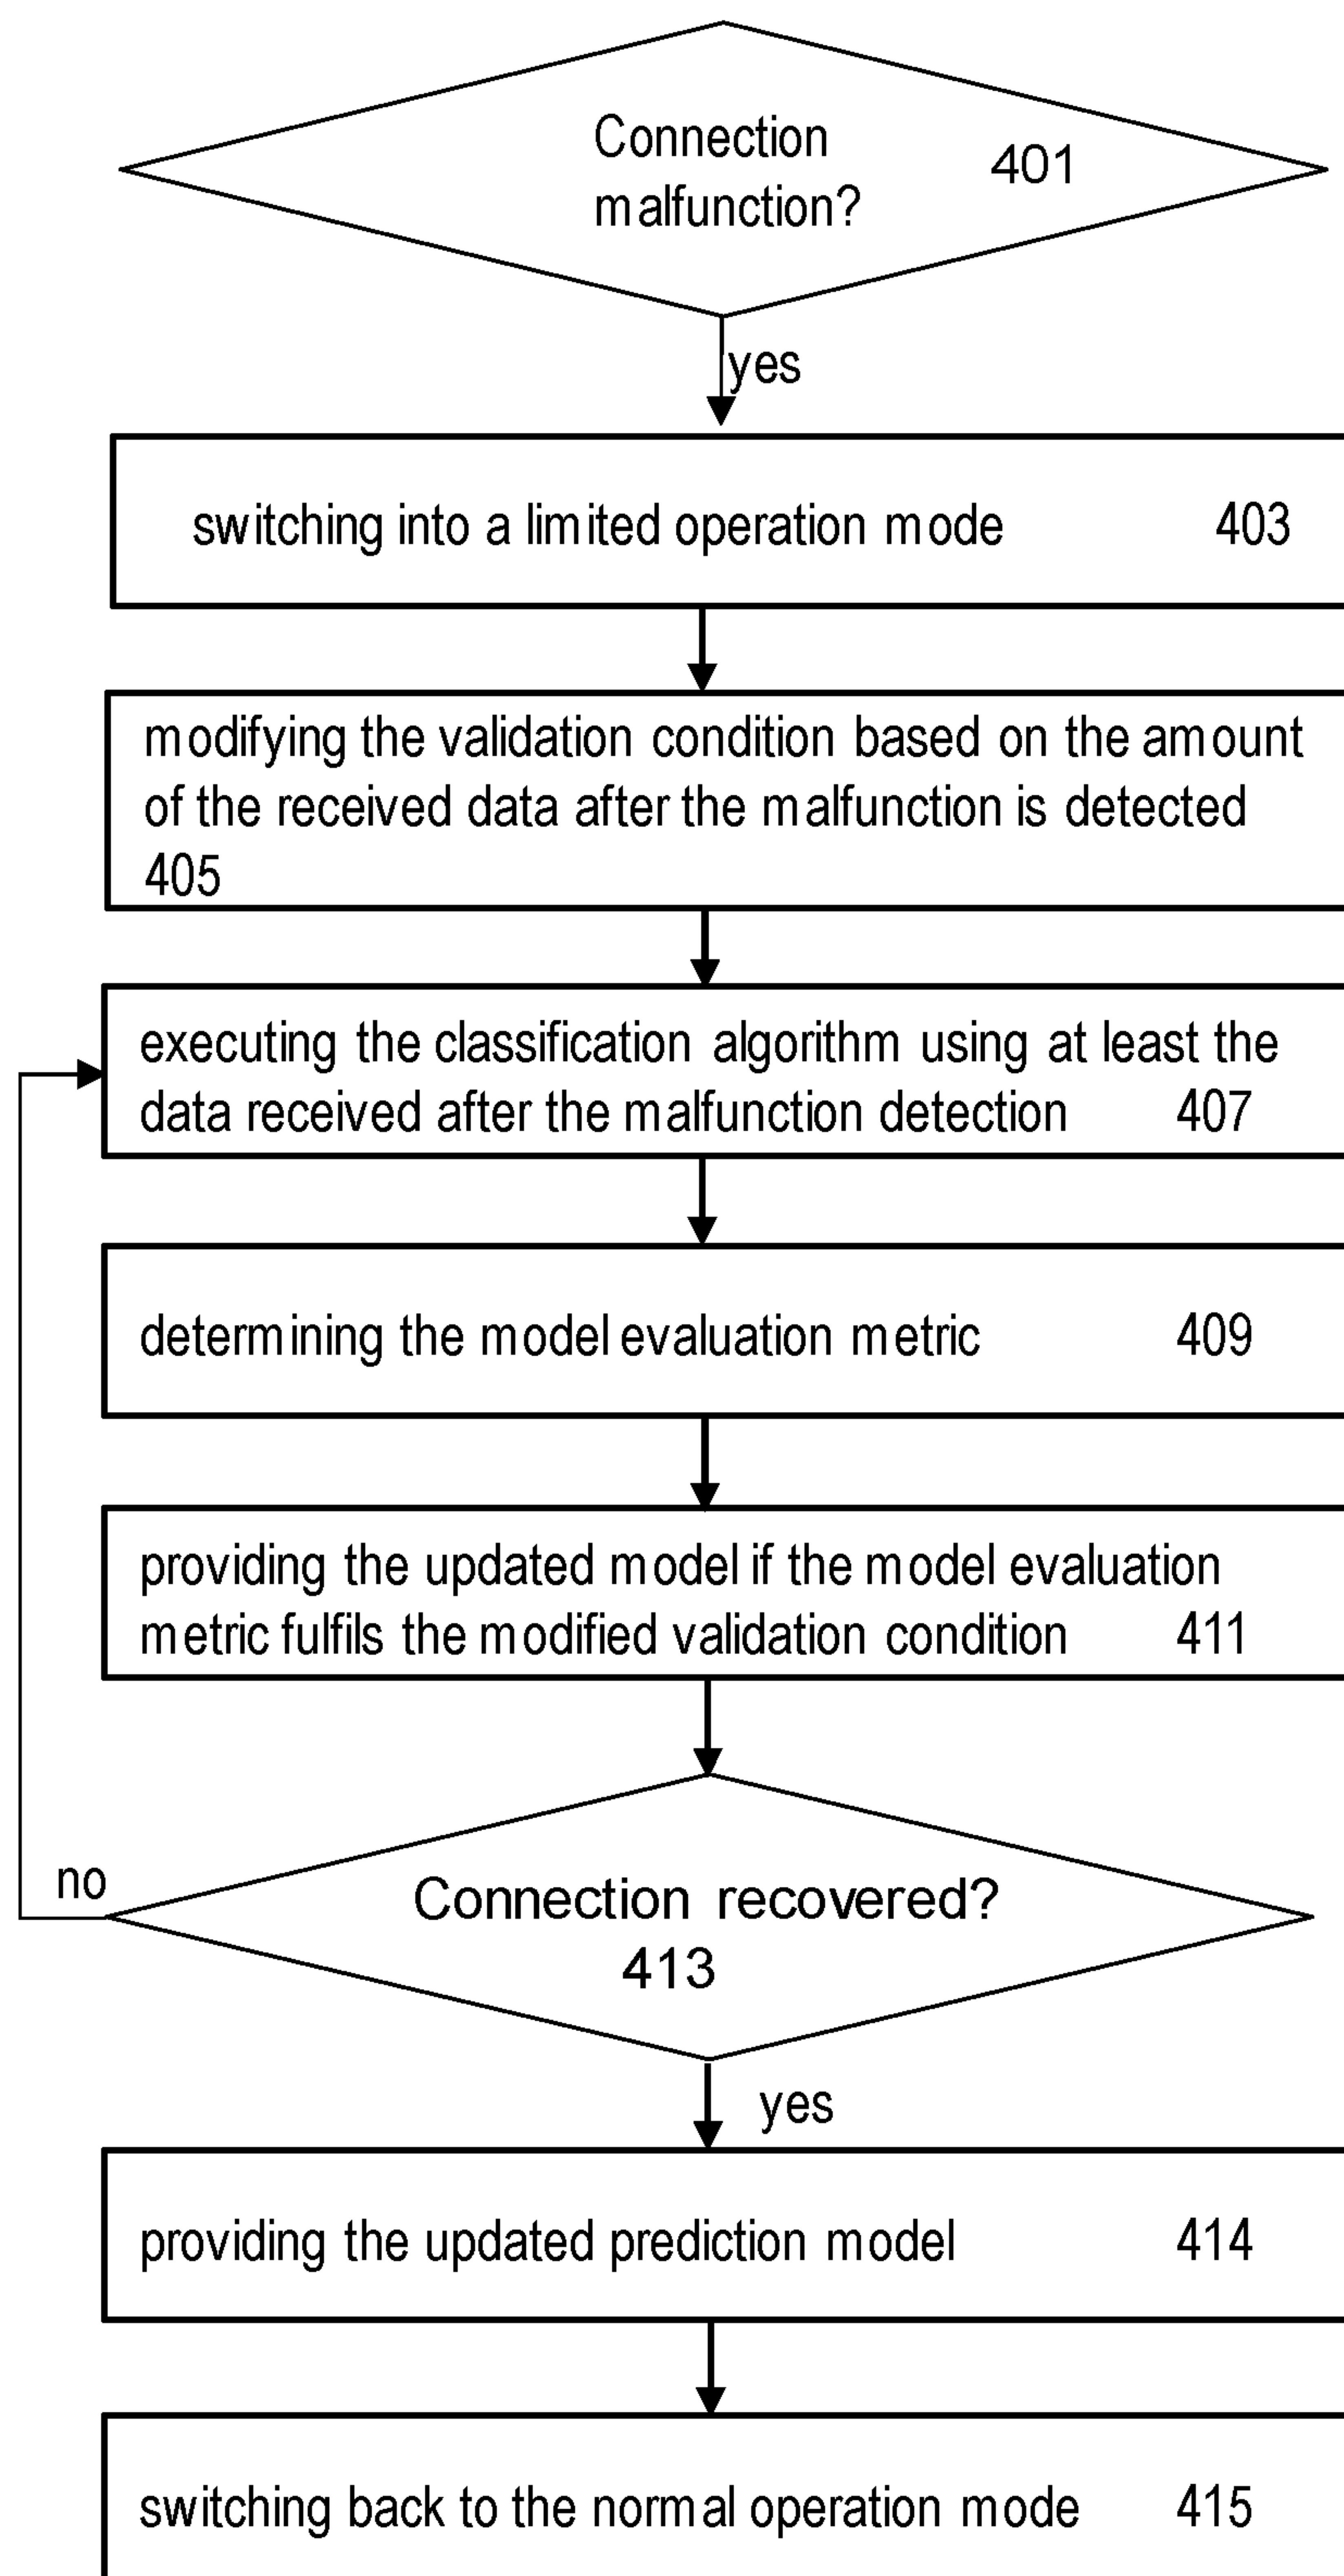 Connection
malfunction? 401
yes
switching into a limited operation mode 403
modifying the validation condition based on the amount
of the received data after the malfunction is detected
405
executing the classification algorithm using at least the
data received after the malfunction detection 407
determining the model evaluation metric 409
providing the updated model if the model evaluation
metric fulfils the modified validation condition 411
no
Connection recovered?
413
yes
providing the updated prediction model 414
switching back to the normal operation mode 415